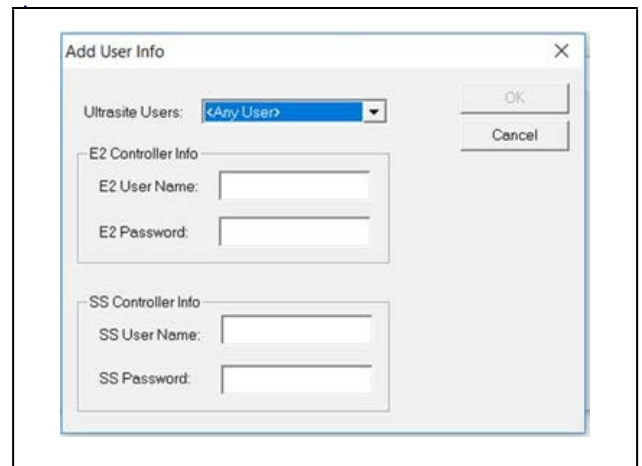 Add User Info
Ultrasite Users: <Any User>
OK
Cancel
E2 Controller Info
E2 User Name:
E2 Password:
SS Controller Info
SS User Name:
SS Password: